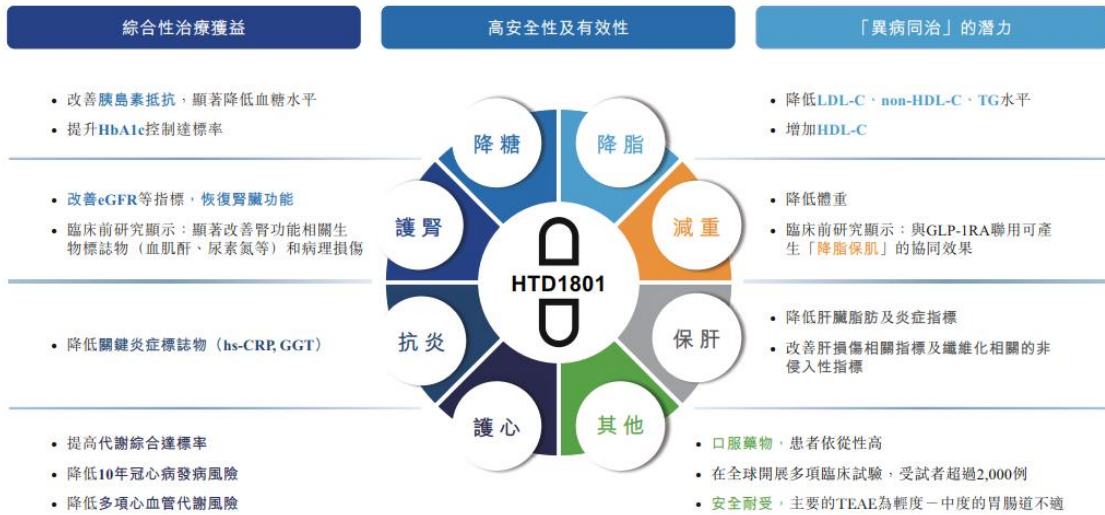 綜合性治療獲益
高安全性及有效性
「異病同治」的潛力
• 改善胰島素抵抗，顯著降低血糖水平
• 提升HbA1c控制達標率
• 改善eGFR等指標，恢復腎臟功能
• 臨床前研究顯示：顯著改善腎功能相關生
物標誌物（血肌酐、尿素氮等）和病理損傷
• 降低關鍵炎症標誌物（hs-CRP, GGT）
• 提高代謝綜合達標率
• 降低10年冠心病發病風險
• 降低多項心血管代謝風險
降糖
降脂
護腎
減重
HTD1801
抗炎
保肝
護心
其他
• 降低LDL-C、non-HDL-C、TG水平
• 增加HDL-C
• 降低體重
• 臨床前研究顯示：與GLP-1RA聯用可產
生「降脂保肌」的協同效果
• 降低肝臟脂肪及炎症指標
• 改善肝損傷相關指標及纖維化相關的非
侵入性指標
• 口服藥物，患者依從性高
• 在全球開展多項臨床試驗，受試者超過2,000例
• 安全耐受，主要的TEAE為輕度－中度的胃腸道不適